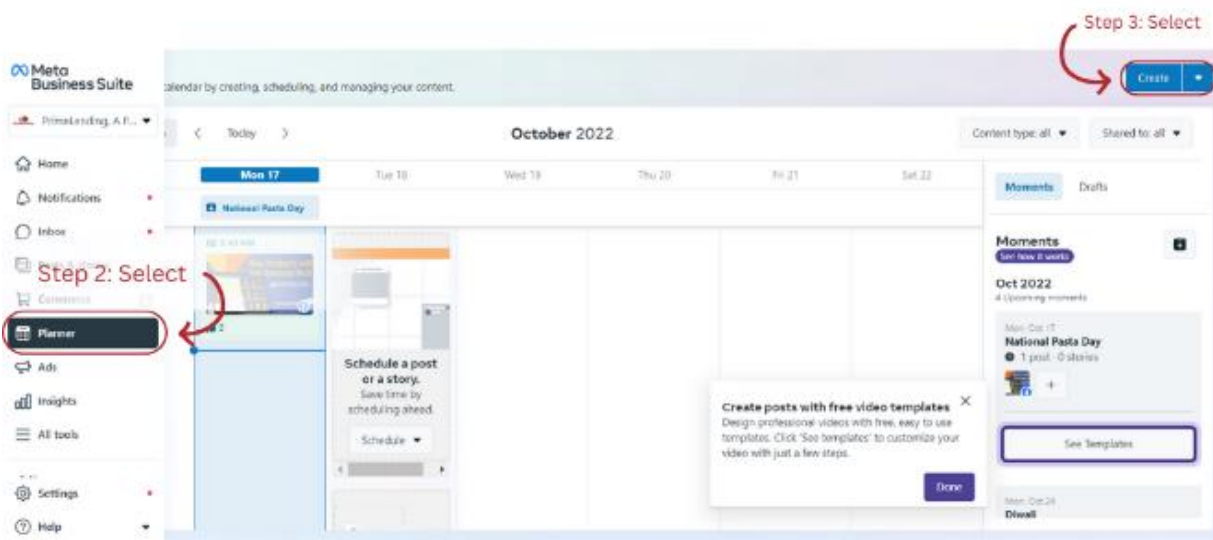 Step 3: Select
Meta
Business Suite
calendar by creating, scheduling, and managing your content.
Create
PrimeLending, A P...
Today
October 2022
Content type: all
Shared to: all
Home
Mon 17
Tue 18
Wed 19
Thu 20
Fri 21
Sat 22
Moments
Drafts
Notifications
National Pasta Day
Inbox
Moments
See how it works
Step 2: Select
Oct 2022
4 Upcoming moments
Commerce
2
Planner
Mon, Oct 17
National Pasta Day
1 post · 0 stories
Ads
Schedule a post
or a story.
Save time by
scheduling ahead.
Schedule
Insights
All tools
Create posts with free video templates
Design professional videos with free, easy to use
templates. Click 'See templates' to customize your
video with just a few steps.
Done
See Templates
Settings
Help
Mon, Oct 24
Diwali